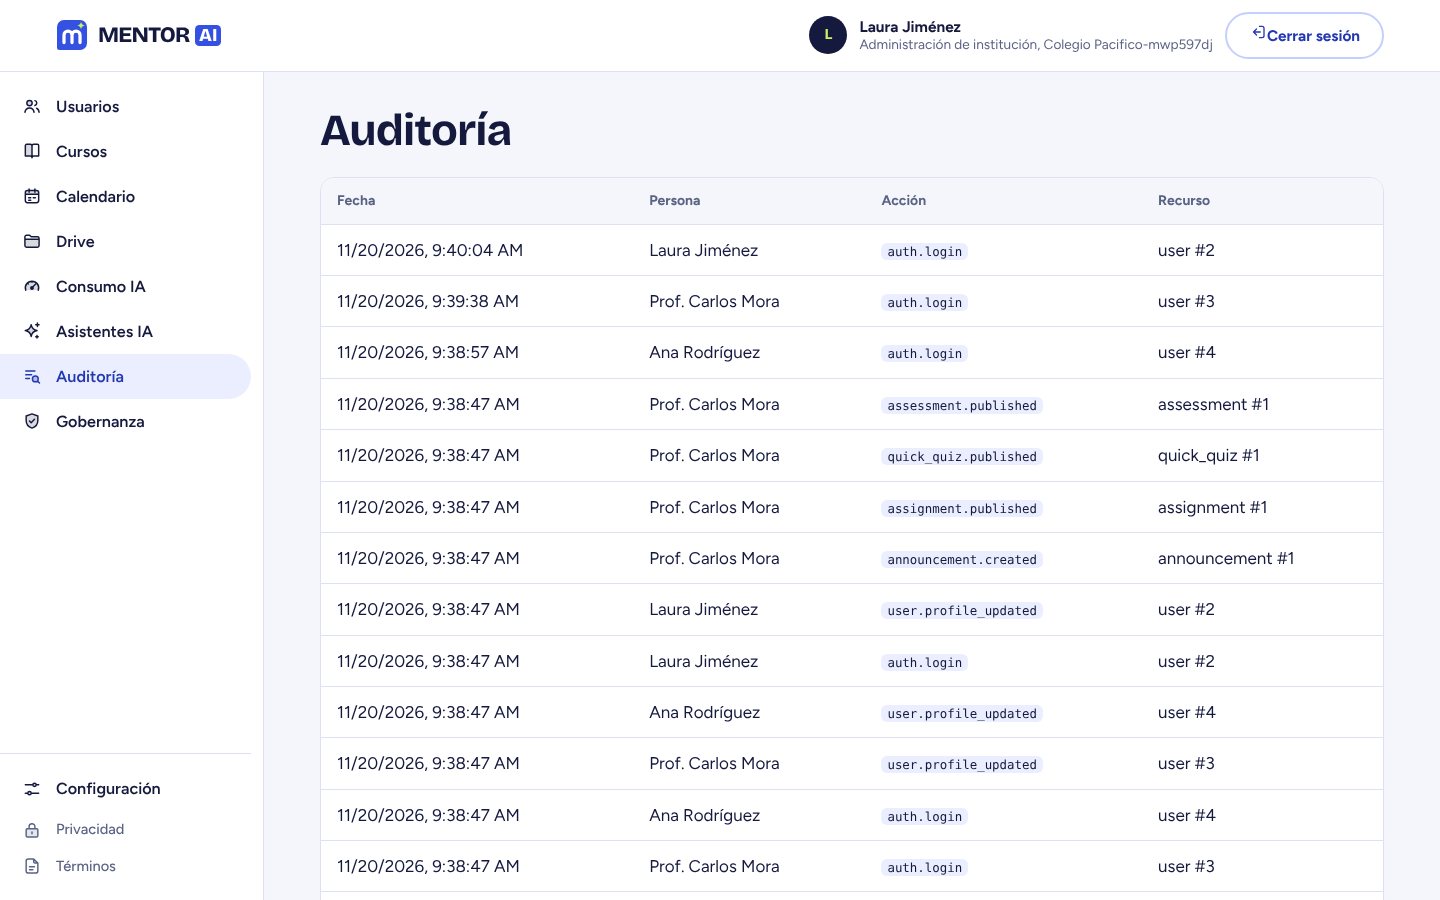 MENTOR AI
L
Laura Jiménez
Administración de institución, Colegio Pacifico-mwp597dj
Cerrar sesión
Usuarios
Cursos
Calendario
Drive
Consumo IA
Asistentes IA
Auditoría
Gobernanza
Configuración
Privacidad
Términos
Auditoría
Fecha Persona Acción Recurso
11/20/2026, 9:40:04 AM Laura Jiménez auth.login user #2
11/20/2026, 9:39:38 AM Prof. Carlos Mora auth.login user #3
11/20/2026, 9:38:57 AM Ana Rodríguez auth.login user #4
11/20/2026, 9:38:47 AM Prof. Carlos Mora assessment.published assessment #1
11/20/2026, 9:38:47 AM Prof. Carlos Mora quick_quiz.published quick_quiz #1
11/20/2026, 9:38:47 AM Prof. Carlos Mora assignment.published assignment #1
11/20/2026, 9:38:47 AM Prof. Carlos Mora announcement.created announcement #1
11/20/2026, 9:38:47 AM Laura Jiménez user.profile_updated user #2
11/20/2026, 9:38:47 AM Laura Jiménez auth.login user #2
11/20/2026, 9:38:47 AM Ana Rodríguez user.profile_updated user #4
11/20/2026, 9:38:47 AM Prof. Carlos Mora user.profile_updated user #3
11/20/2026, 9:38:47 AM Ana Rodríguez auth.login user #4
11/20/2026, 9:38:47 AM Prof. Carlos Mora auth.login user #3